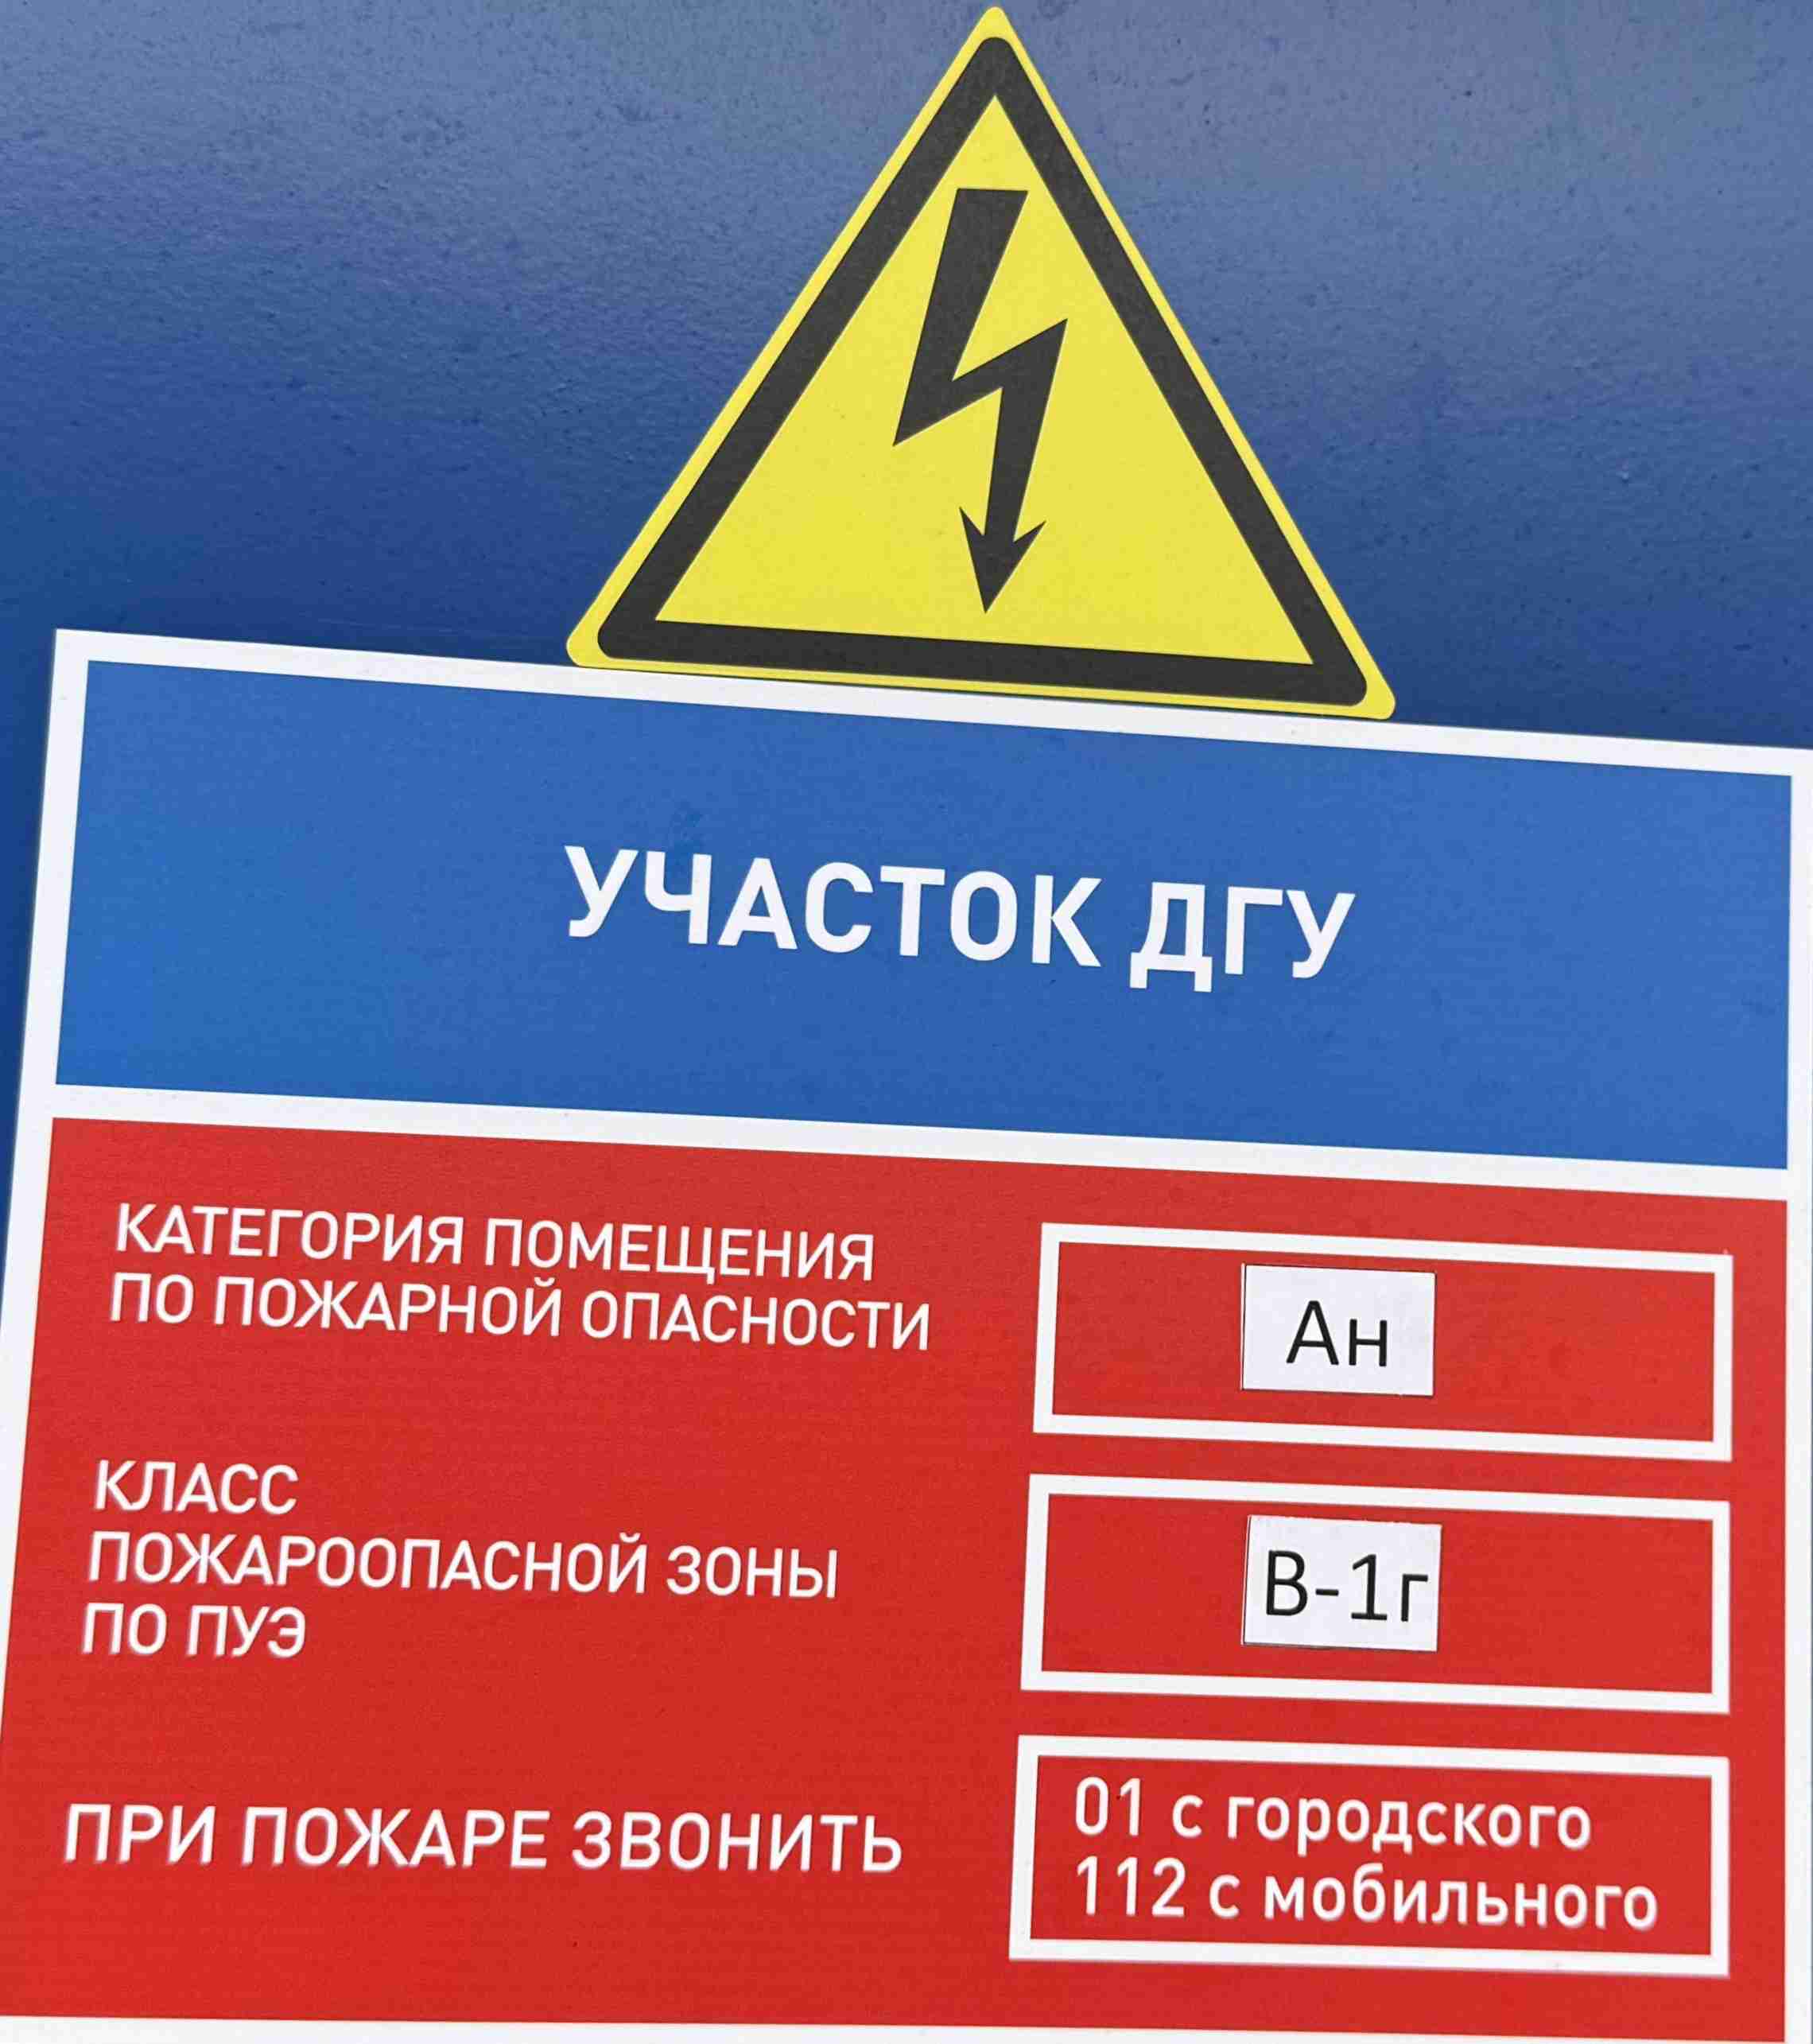 УЧАСТОК ДГУ
КАТЕГОРИЯ ПОМЕЩЕНИЯ
ПО ПОЖАРНОЙ ОПАСНОСТИ
Ан
КЛАСС
ПОЖАРООПАСНОЙ ЗОНЫ
ПО ПУЭ
В-1г
ПРИ ПОЖАРЕ ЗВОНИТЬ
01 с городского
112 с мобильного